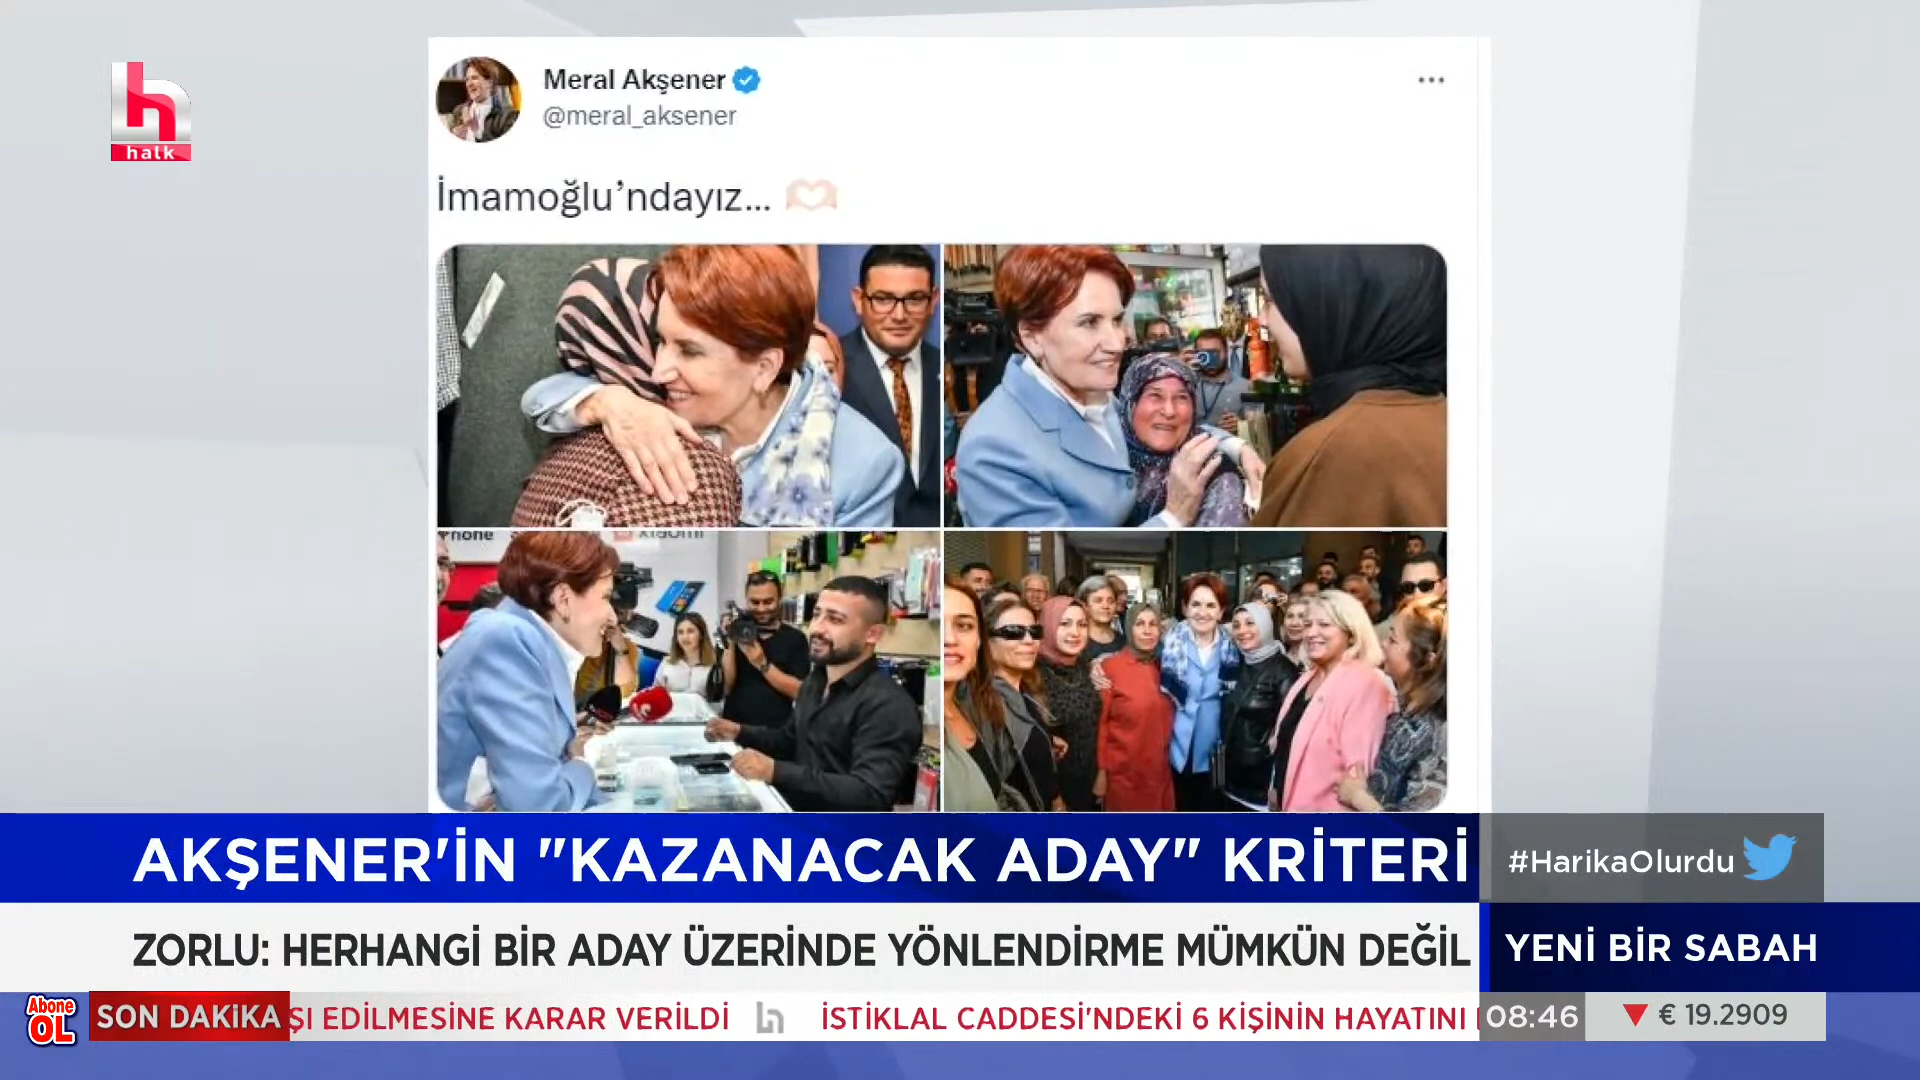 halk
Meral Akşener
@meral_aksener
İmamoğlu'ndayız...
xiaomi
AKŞENER'İN "KAZANACAK ADAY" KRİTERİ
#HarikaOlurdu
ZORLU: HERHANGİ BİR ADAY ÜZERİNDE YÖNLENDİRME MÜMKÜN DEĞİL
YENİ BİR SABAH
Abone
OL
SON DAKİKA
ŞI EDİLMESİNE KARAR VERİLDİ
İSTİKLAL CADDESİ'NDEKİ 6 KİŞİNİN HAYATINI
08:46
€ 19.2909